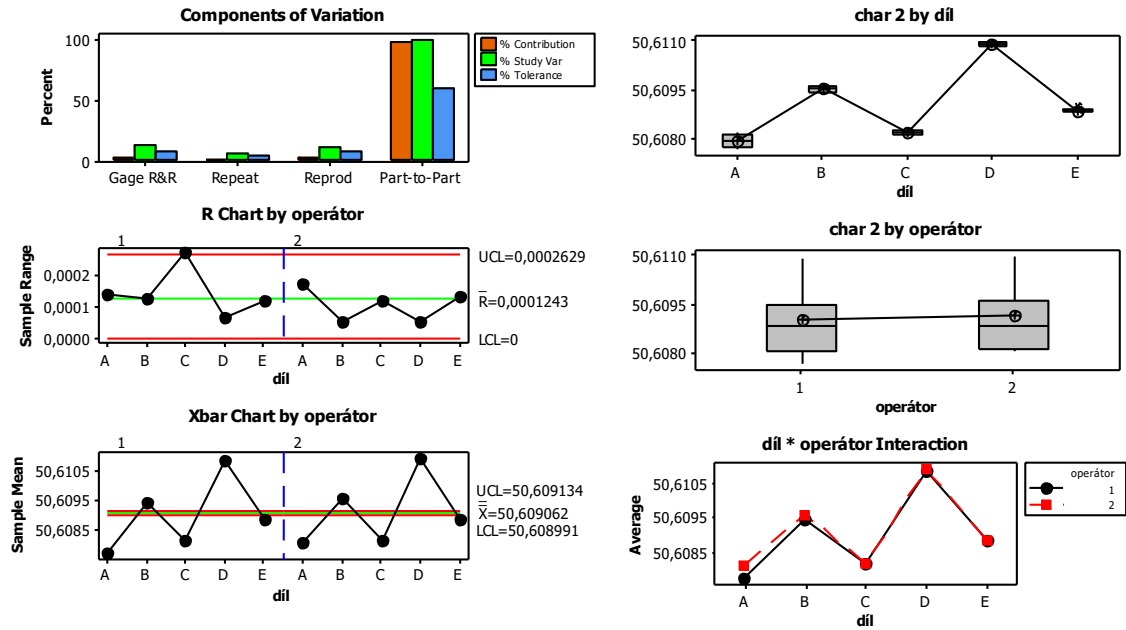 Components of Variation
100
50
0
Percent
Gage R&R Repeat Reprod Part-to-Part
% Contribution
% Study Var
% Tolerance
R Chart by operátor
1 2
0,0002
0,0001
0,0000
Sample Range
UCL=0,0002629
R=0,0001243
LCL=0
A B C D E A B C D E
díl
Xbar Chart by operátor
1 2
50,6105
50,6095
50,6085
Sample Mean
UCL=50,609134
X=50,609062
LCL=50,608991
A B C D E A B C D E
díl
char 2 by díl
50,6110
50,6095
50,6080
A B C D E
díl
char 2 by operátor
50,6110
50,6095
50,6080
1 2
operátor
díl * operátor Interaction
50,6105
50,6095
50,6085
Average
A B C D E
díl
operátor
1
2